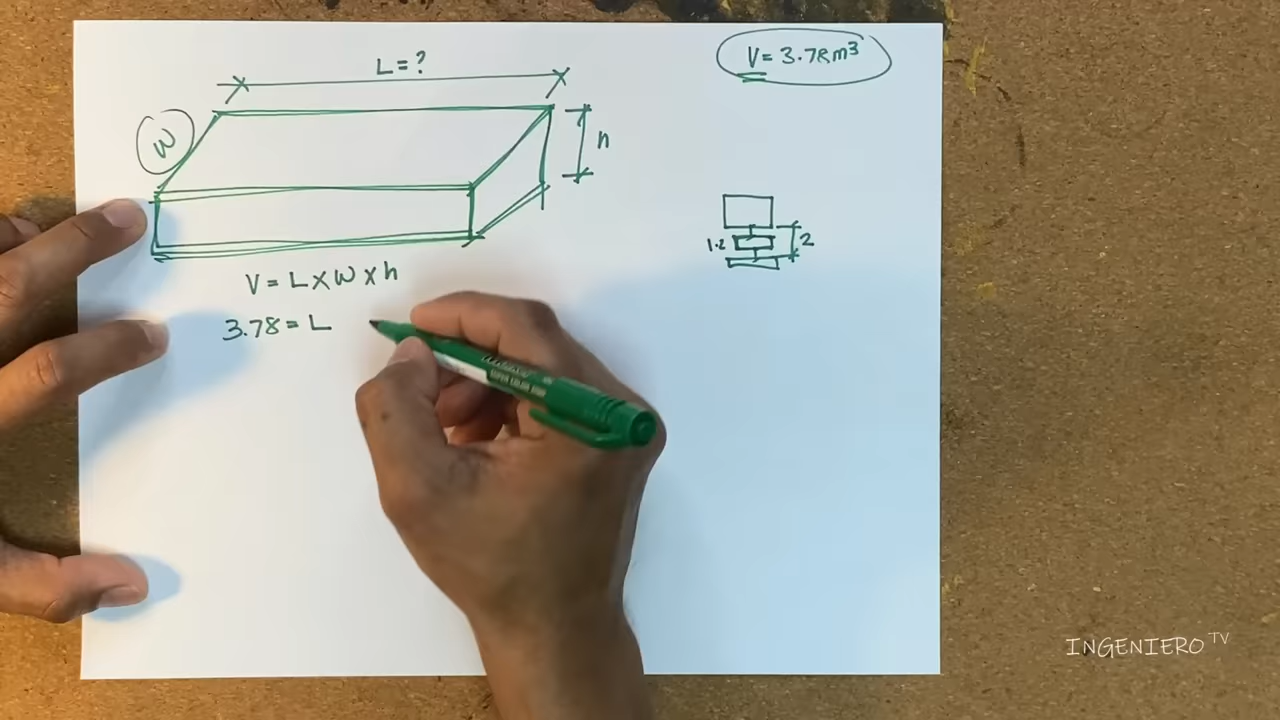 L = ?
V = 3.78m³
W
h
1.2
2
V = L x W x h
3.78 = L
INGENIERO TV